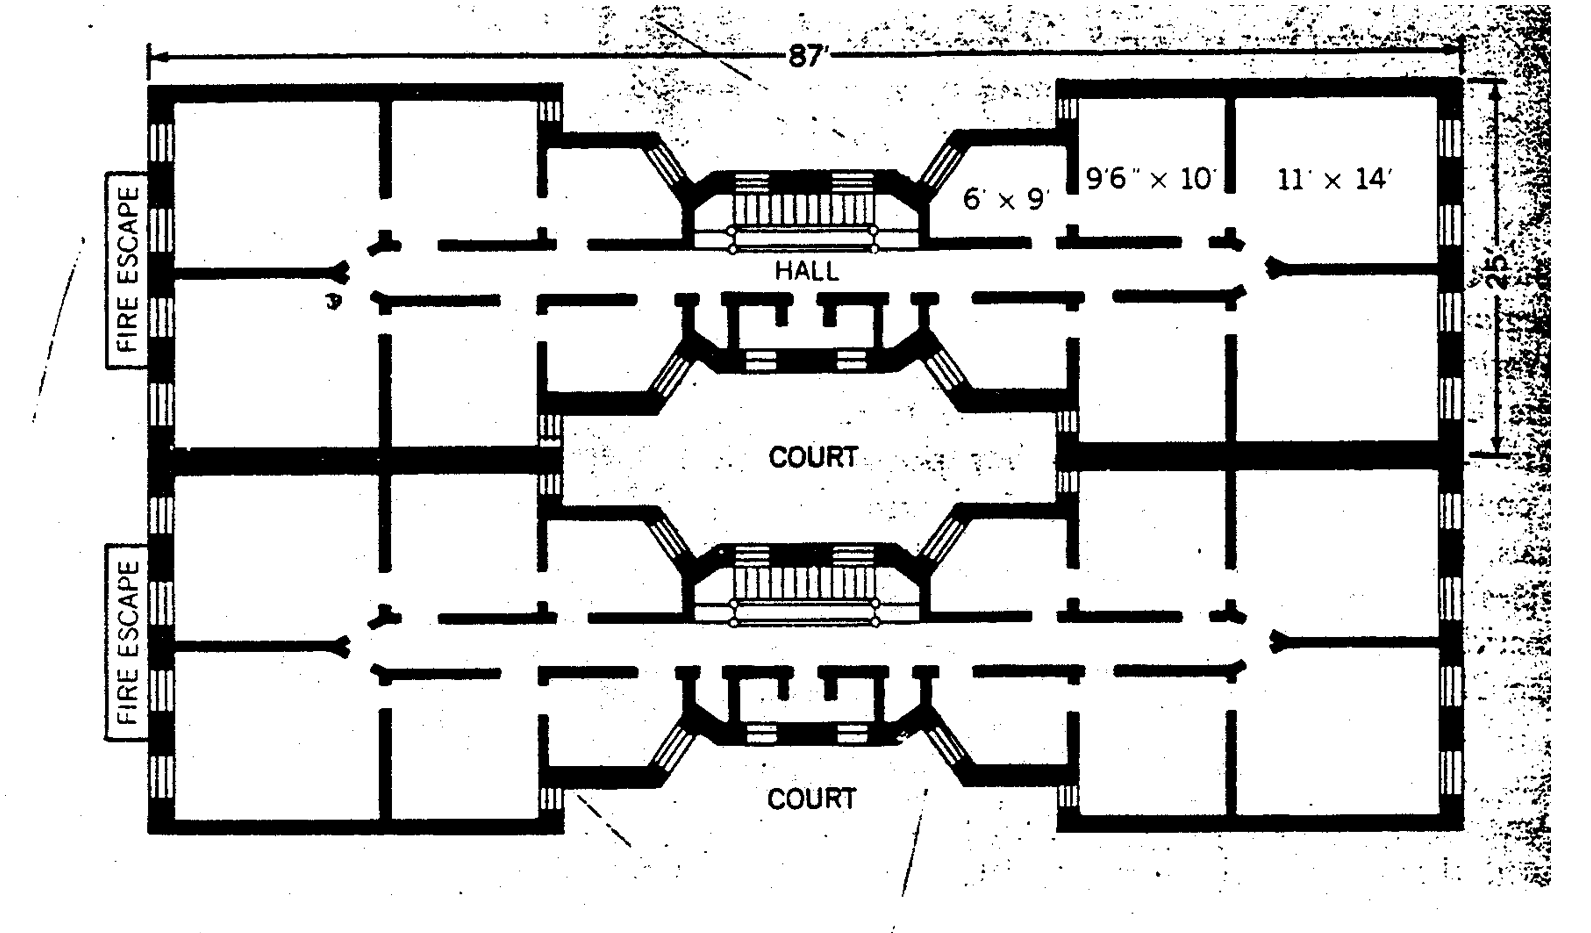 87'
FIRE ESCAPE
6' × 9'
9'6" × 10'
11' × 14'
25'
HALL
COURT
FIRE ESCAPE
COURT